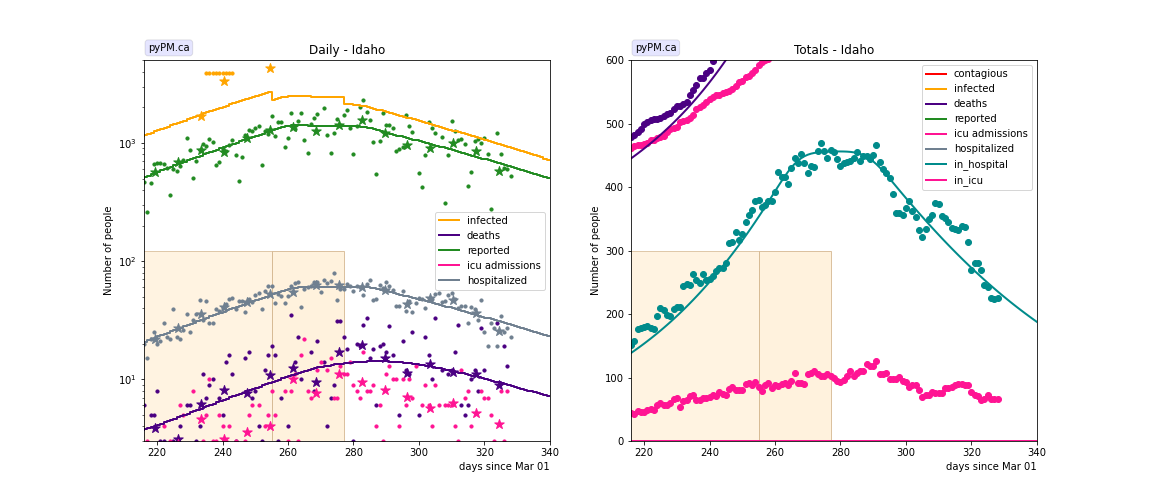 pyPM.ca
Daily - Idaho
Number of people
10³
10²
10¹
220 240 260 280 300 320 340
days since Mar 01
infected
deaths
reported
icu admissions
hospitalized
pyPM.ca
Totals - Idaho
Number of people
600
500
400
300
200
100
0
220 240 260 280 300 320 340
days since Mar 01
contagious
infected
deaths
reported
icu admissions
hospitalized
in_hospital
in_icu